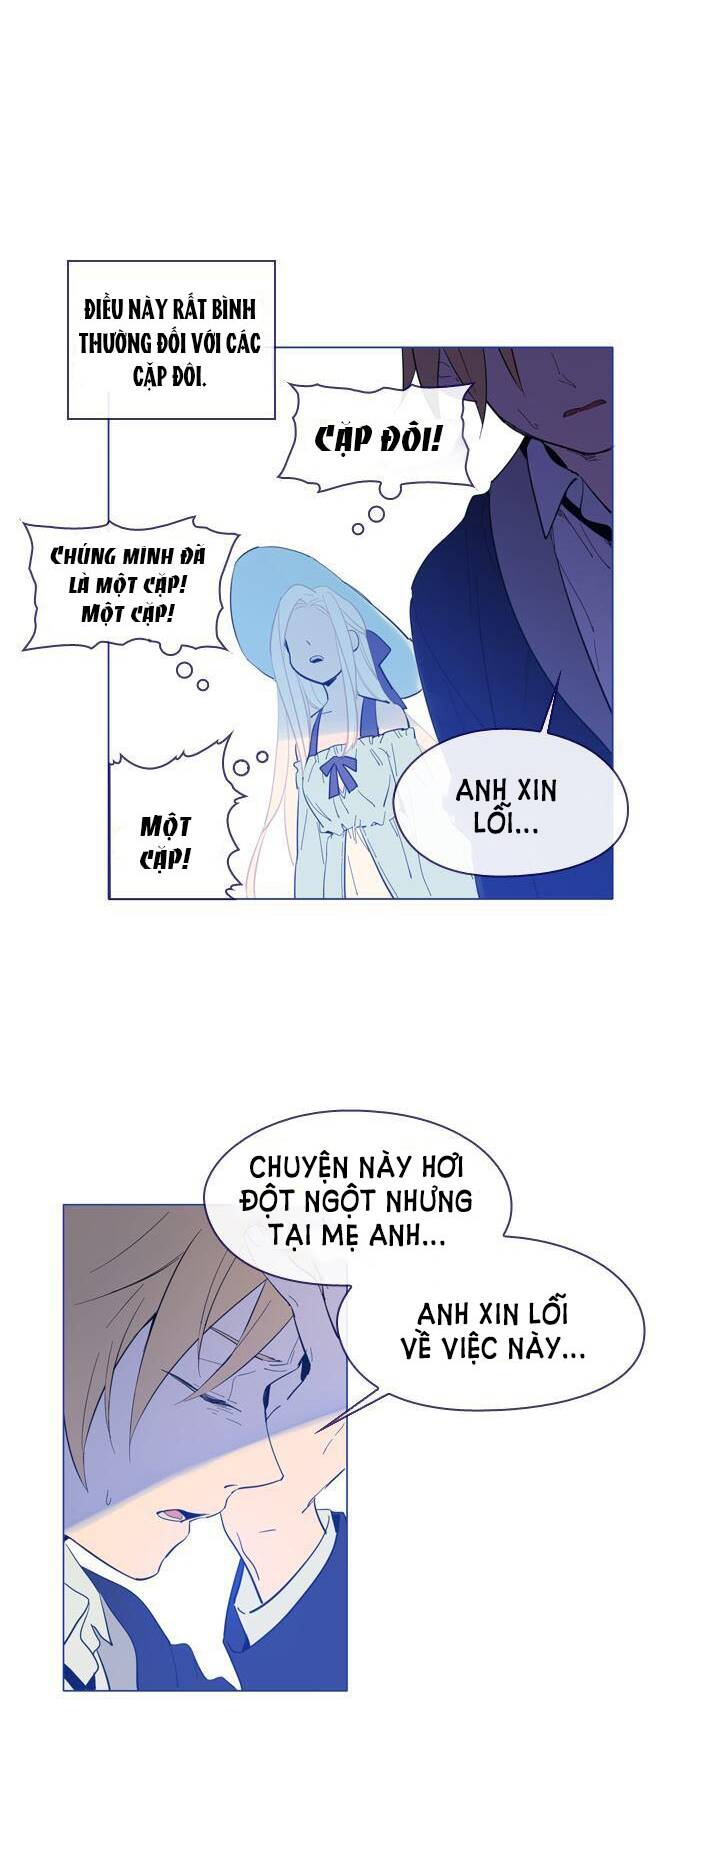 ĐIỀU NÀY RẤT BÌNH
THƯỜNG ĐỐI VỚI CÁC
CẶP ĐÔI.
CẶP ĐÔI!
CHÚNG MÌNH ĐÃ
LÀ MỘT CẶP!
MỘT CẶP!
MỘT
CẶP!
ANH XIN
LỖI...
CHUYỆN NÀY HƠI
ĐỘT NGỘT NHƯNG
TẠI MẸ ANH...
ANH XIN LỖI
VỀ VIỆC NÀY...